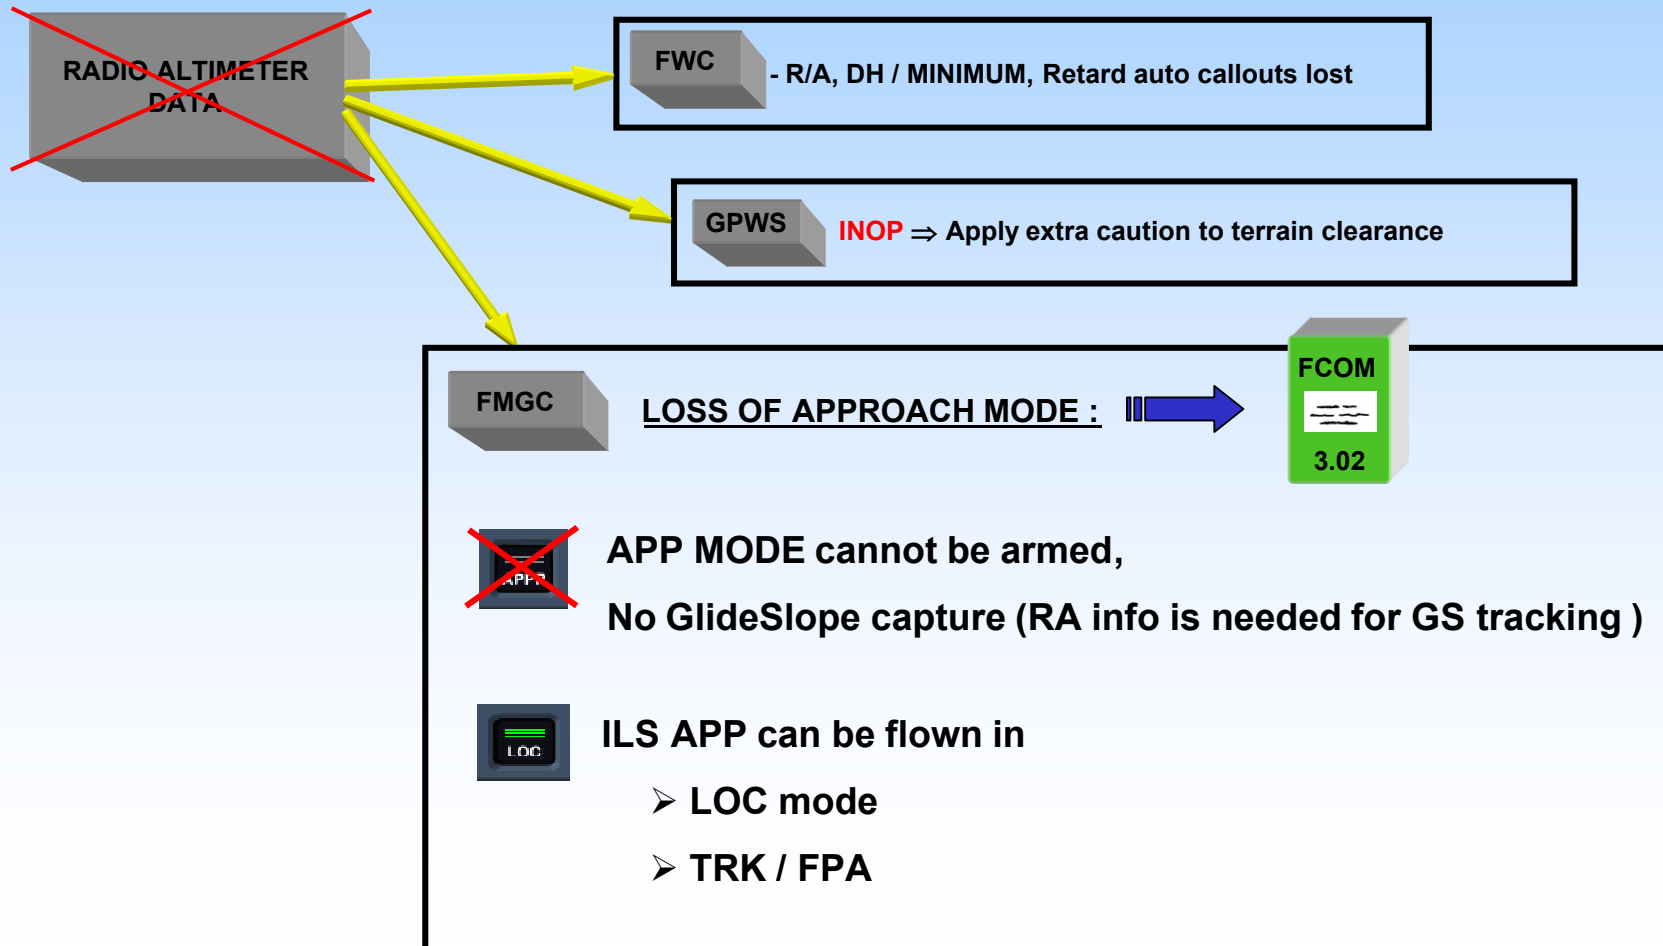 RADIO ALTIMETER
DATA
FWC
- R/A, DH / MINIMUM, Retard auto callouts lost
GPWS
INOP ⇒ Apply extra caution to terrain clearance
FMGC
LOSS OF APPROACH MODE :
FCOM
3.02
APPR
APP MODE cannot be armed,
No GlideSlope capture (RA info is needed for GS tracking )
LOC
ILS APP can be flown in
➢ LOC mode
➢ TRK / FPA